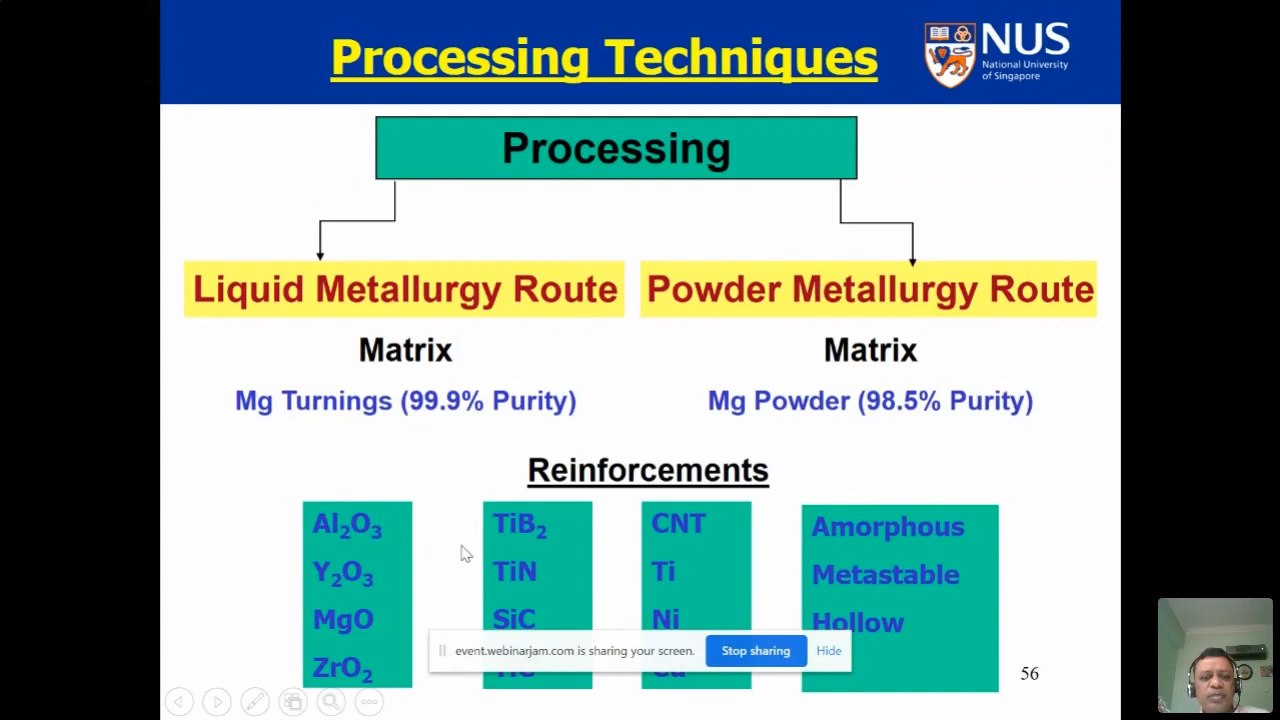 Processing Techniques
NUS
National University
of Singapore
Processing
Liquid Metallurgy Route
Powder Metallurgy Route
Matrix
Matrix
Mg Turnings (99.9% Purity)
Mg Powder (98.5% Purity)
Reinforcements
Al₂O₃
Y₂O₃
MgO
ZrO₂
TiB₂
TiN
SiC
CNT
Ti
Ni
Amorphous
Metastable
Hollow
event.webinarjam.com is sharing your screen.
Stop sharing
Hide
56